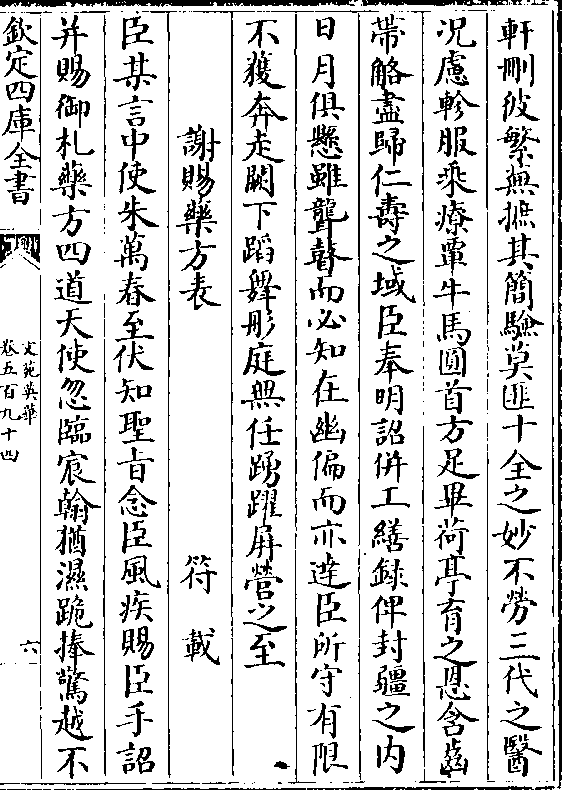 軒刪彼繁蕪摭其簡驗莫匪十全之妙不勞三代之醫
况慮軫服乘療覃牛馬圓首方足畢荷亭育之恩含齒
帶觡盡歸仁壽之域臣奉明詔併工繕錄俾封疆之内
日月俱懸雖聾瞽而必知在幽偏而亦達臣所守有限
不獲奔走闕下蹈舞彤庭無任踴躍屏營之至
謝賜藥方表 符載
臣某言中使朱萬春至伏知聖旨念臣風疾賜臣手詔
并賜御札藥方四道天使忽臨宸翰猶濕跪捧驚越不
欽定四庫全書
文苑英華
卷五百九十四
六